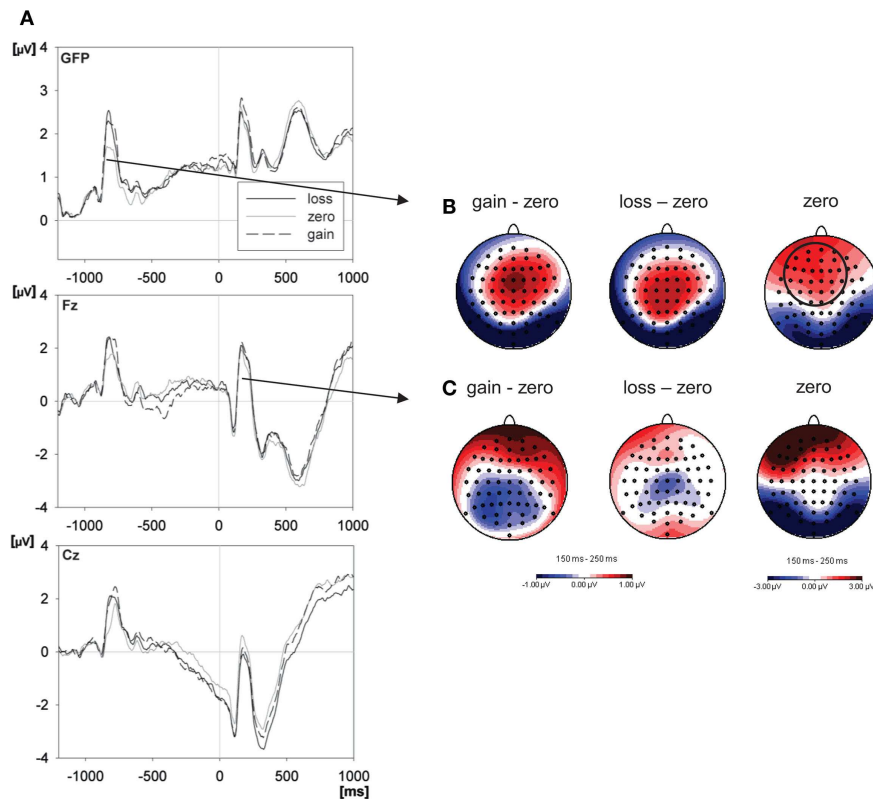 A
[µV]
4
GFP
3
2
1
0
loss
zero
gain
-1000
-500
0
500
1000
[µV]
4
Fz
2
0
-2
-4
-1000
-500
0
500
1000
[µV]
4
Cz
2
0
-2
-4
-1000
-500
0
500
1000
[ms]
B
gain - zero
loss – zero
zero
C
gain - zero
loss – zero
zero
150 ms - 250 ms
-1.00 µV
0.00 µV
1.00 µV
150 ms - 250 ms
-3.00 µV
0.00 µV
3.00 µV